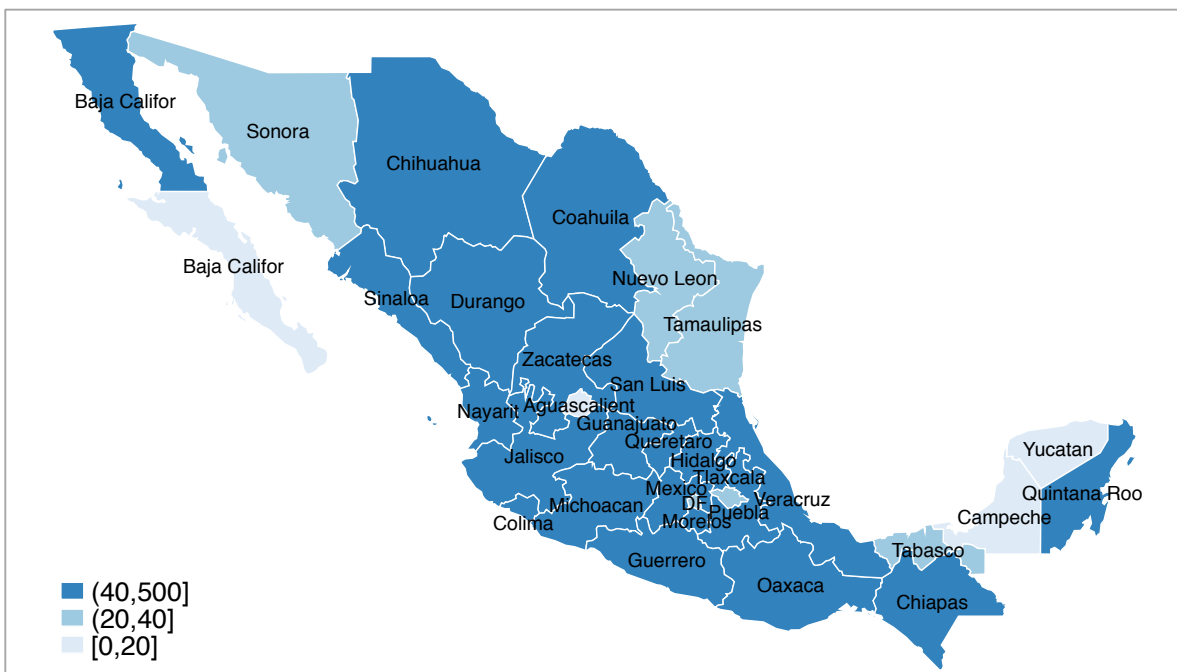 Baja Califor
Sonora
Chihuahua
Coahuila
Baja Califor
Nuevo Leon
Sinaloa
Durango
Tamaulipas
Zacatecas
San Luis
Nayarit
Aguascalient
Guanajuato
Queretaro
Yucatan
Jalisco
Hidalgo
Tlaxcala
Mexico
Quintana Roo
Michoacan
DF
Veracruz
Puebla
Campeche
Colima
Morelos
Tabasco
Guerrero
Oaxaca
Chiapas
(40,500]
(20,40]
[0,20]